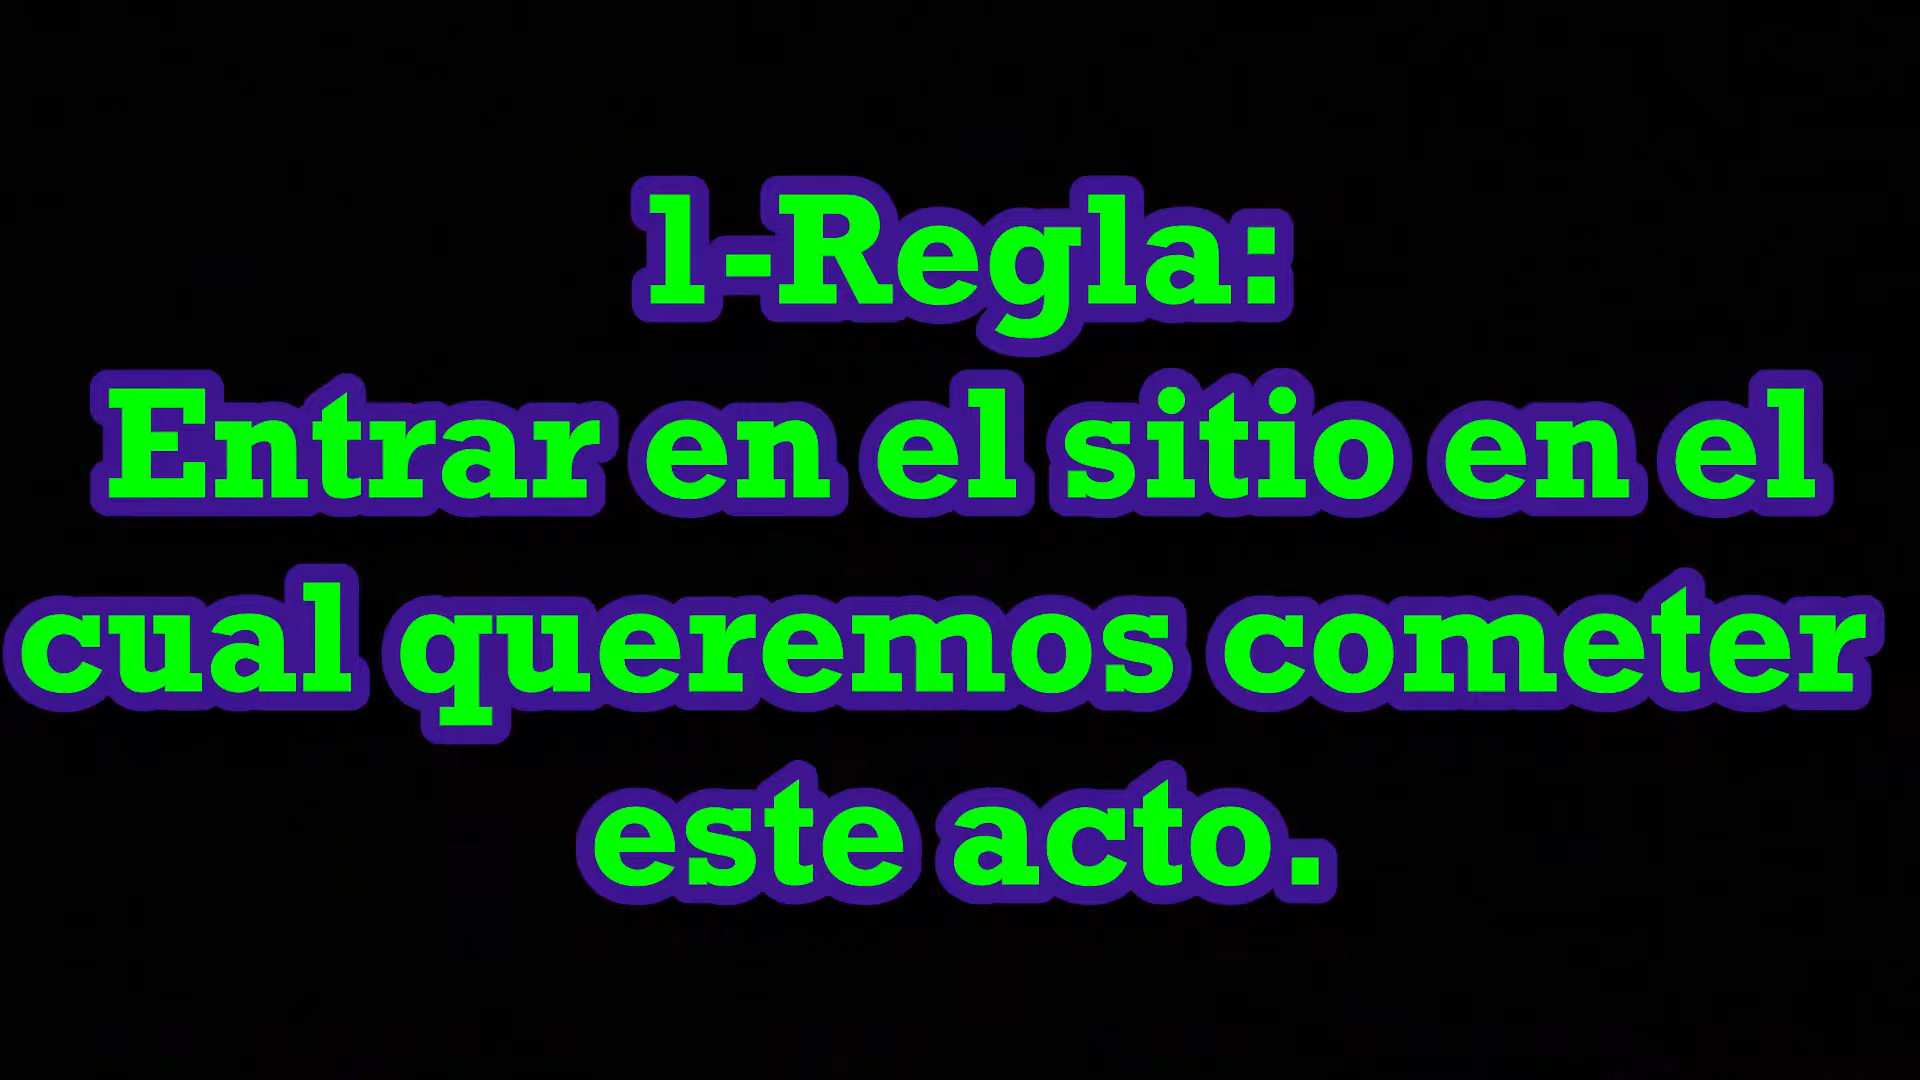 1-Regla:
Entrar en el sitio en el
cual queremos cometer
este acto.